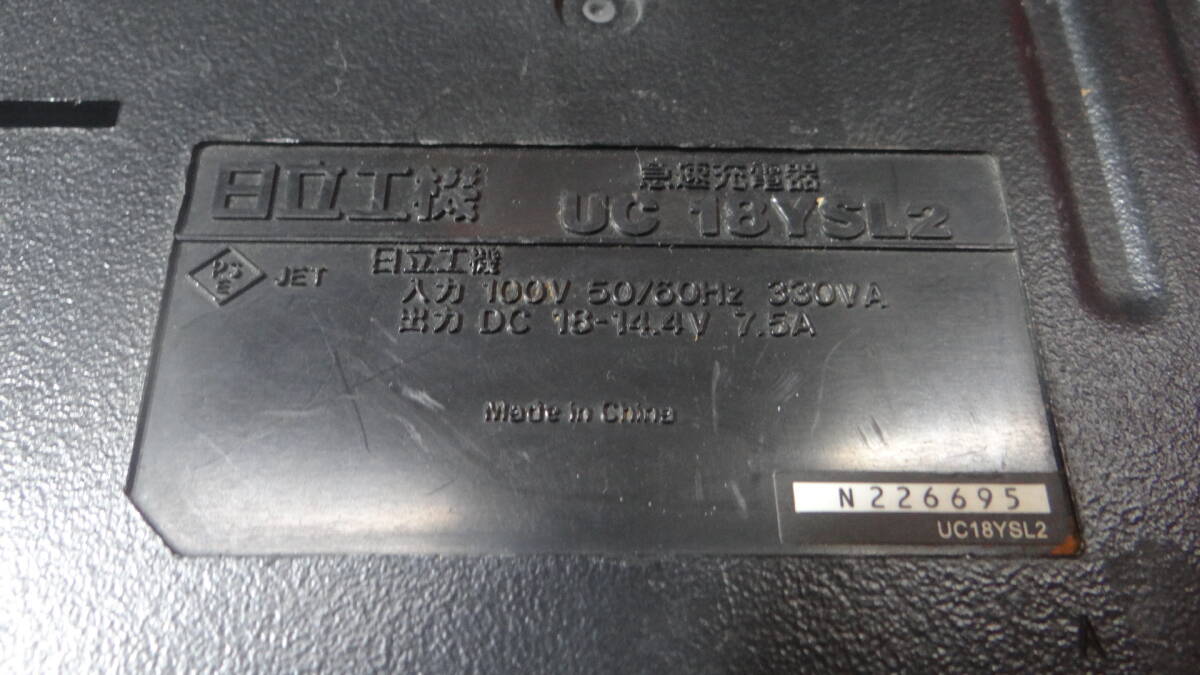 日立工機 急速充電器
UC 18YSL2
PS
E
JET
日立工機
入力 100V 50/60Hz 330VA
出力 DC 18-14.4V 7.5A
Made in China
N226695
UC18YSL2